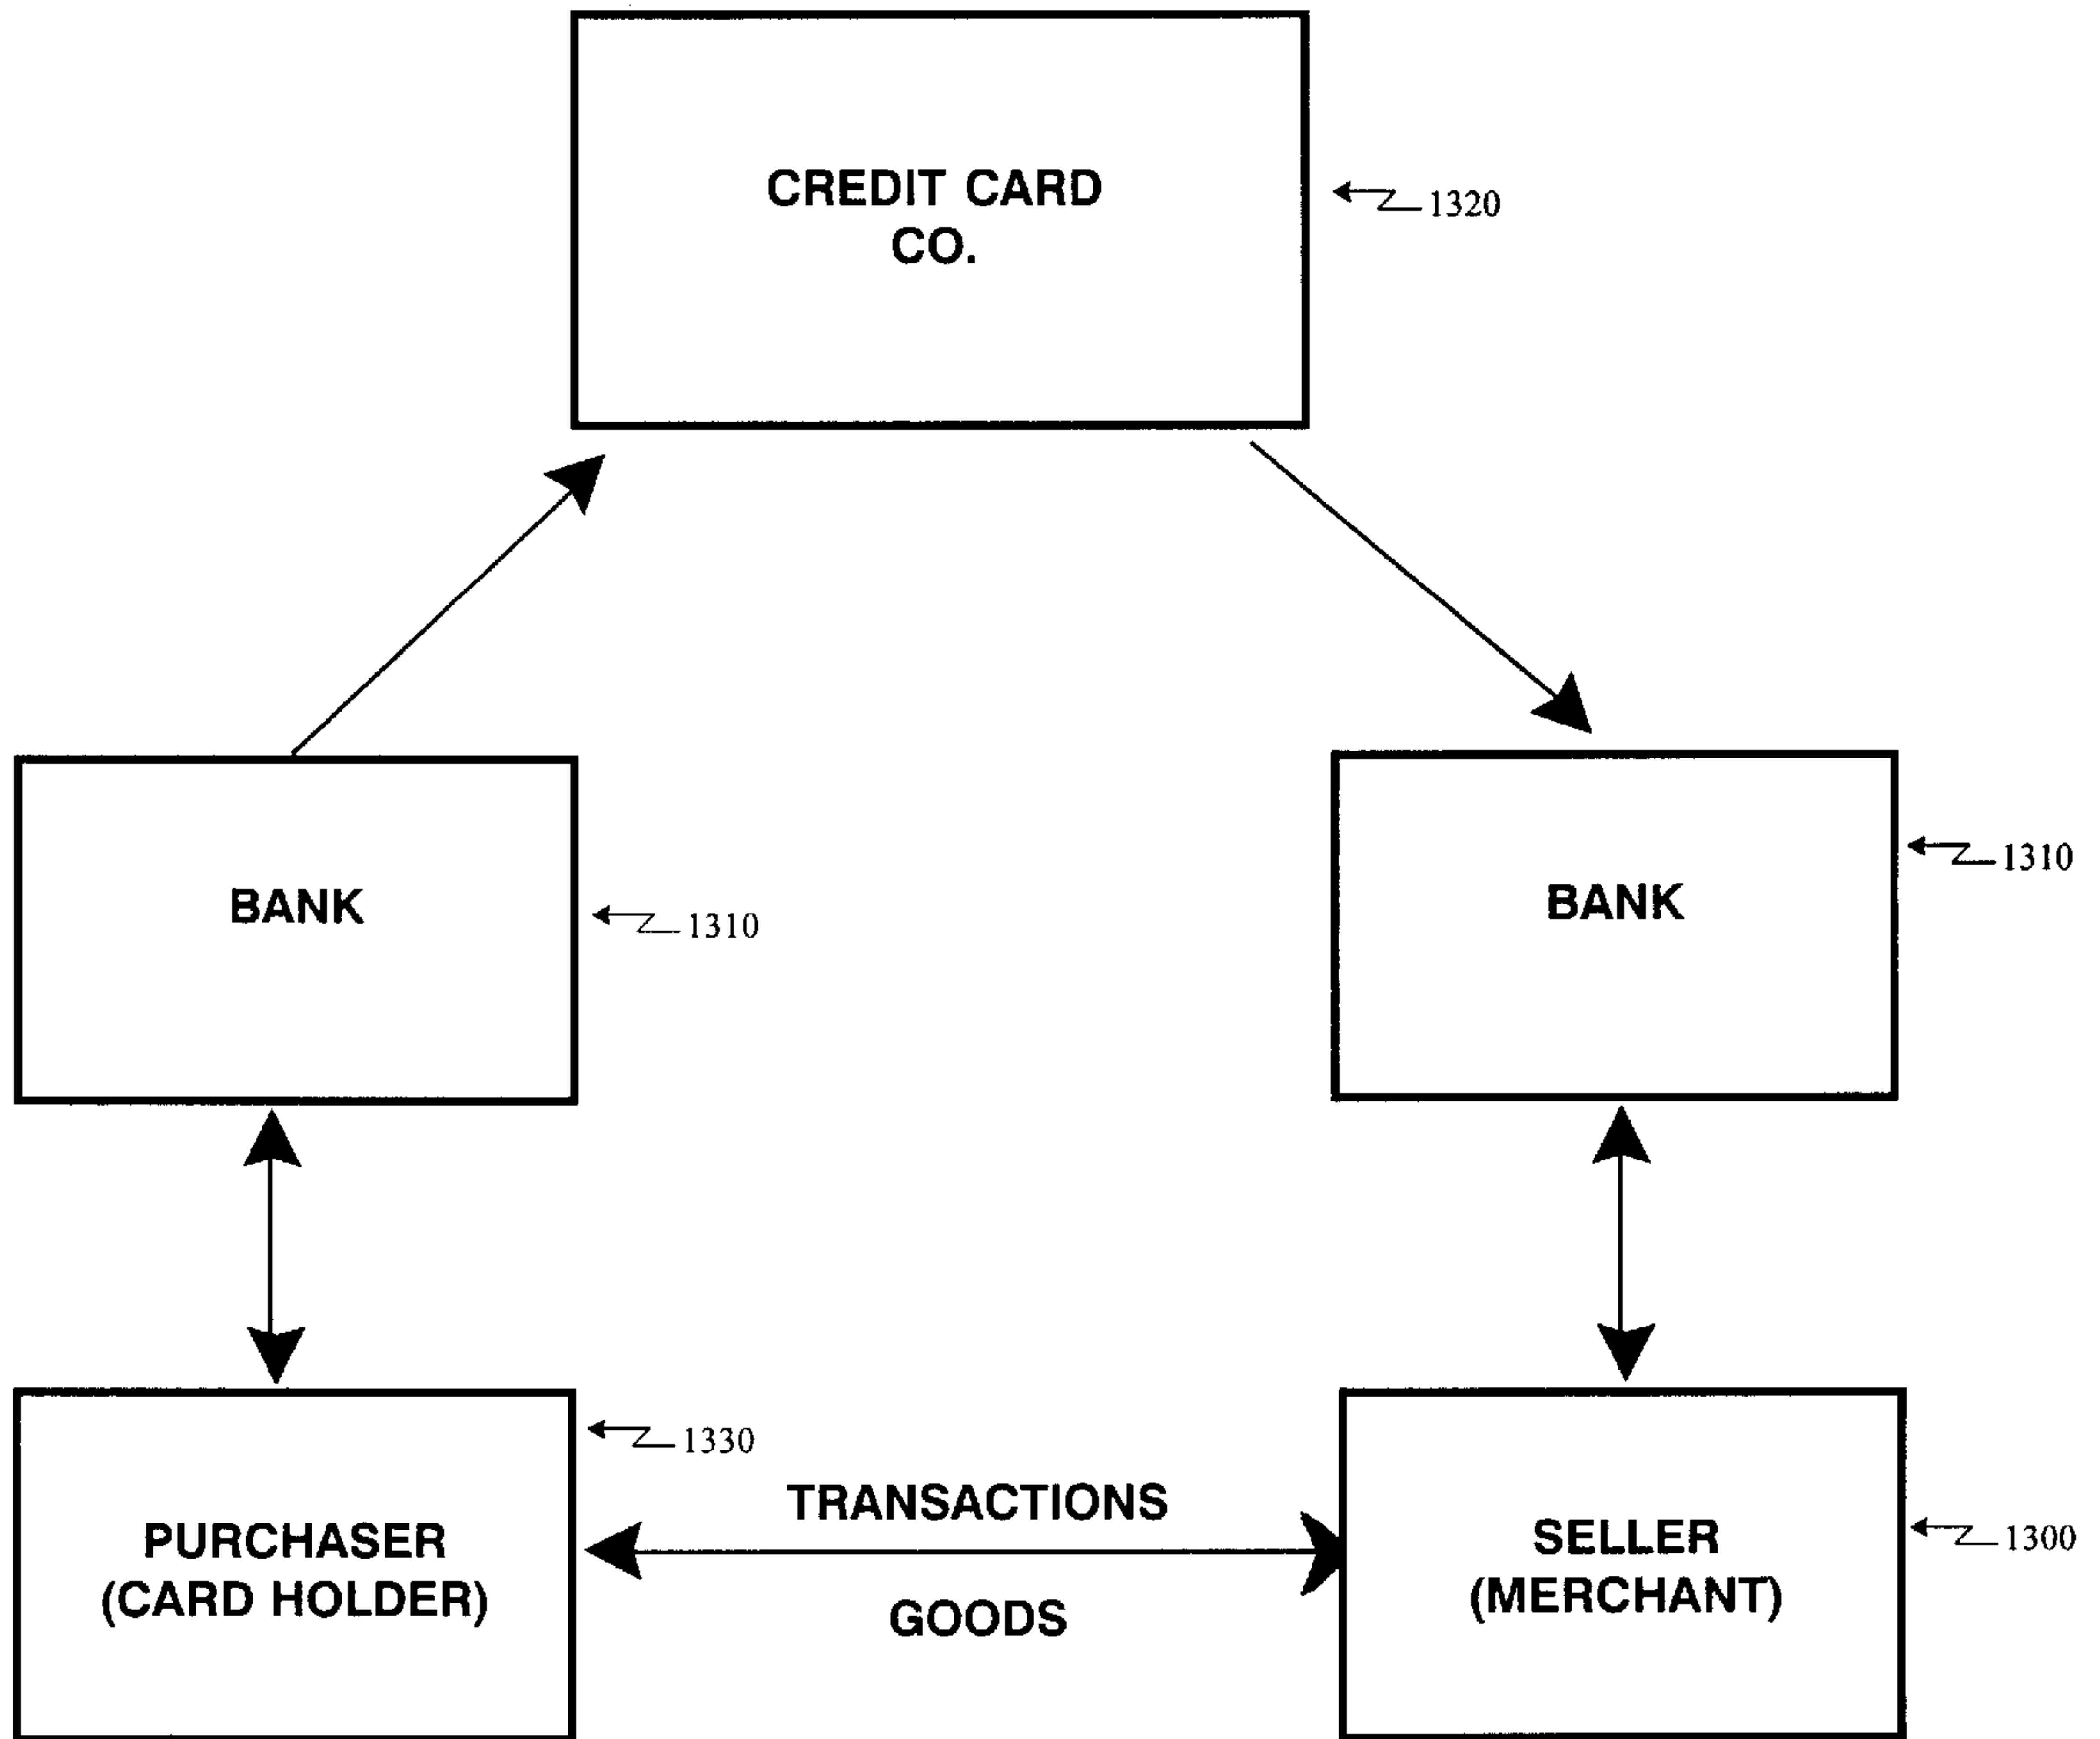 CREDIT CARD
CO.
1320
BANK
1310
BANK
1310
1330
PURCHASER
(CARD HOLDER)
TRANSACTIONS
GOODS
SELLER
(MERCHANT)
1300